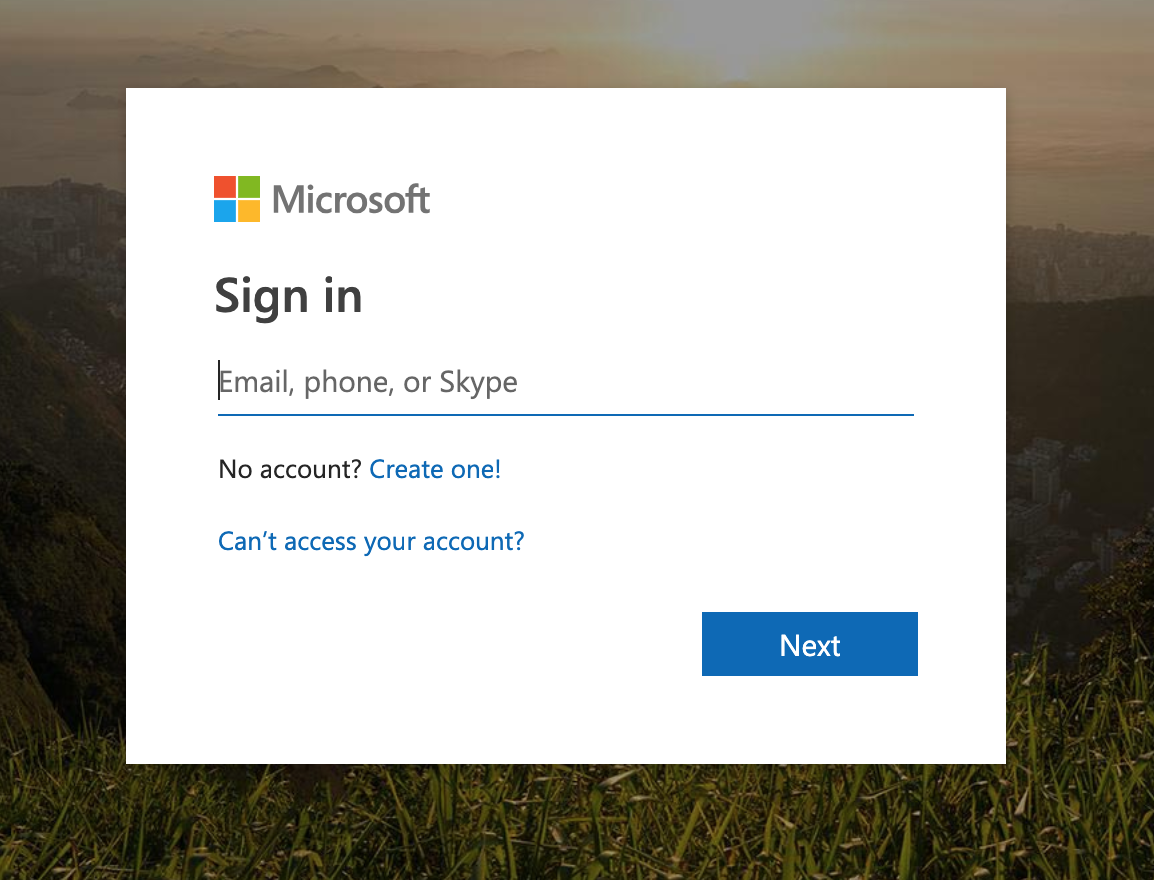 Microsoft
Sign in
Email, phone, or Skype
No account? Create one!
Can’t access your account?
Next